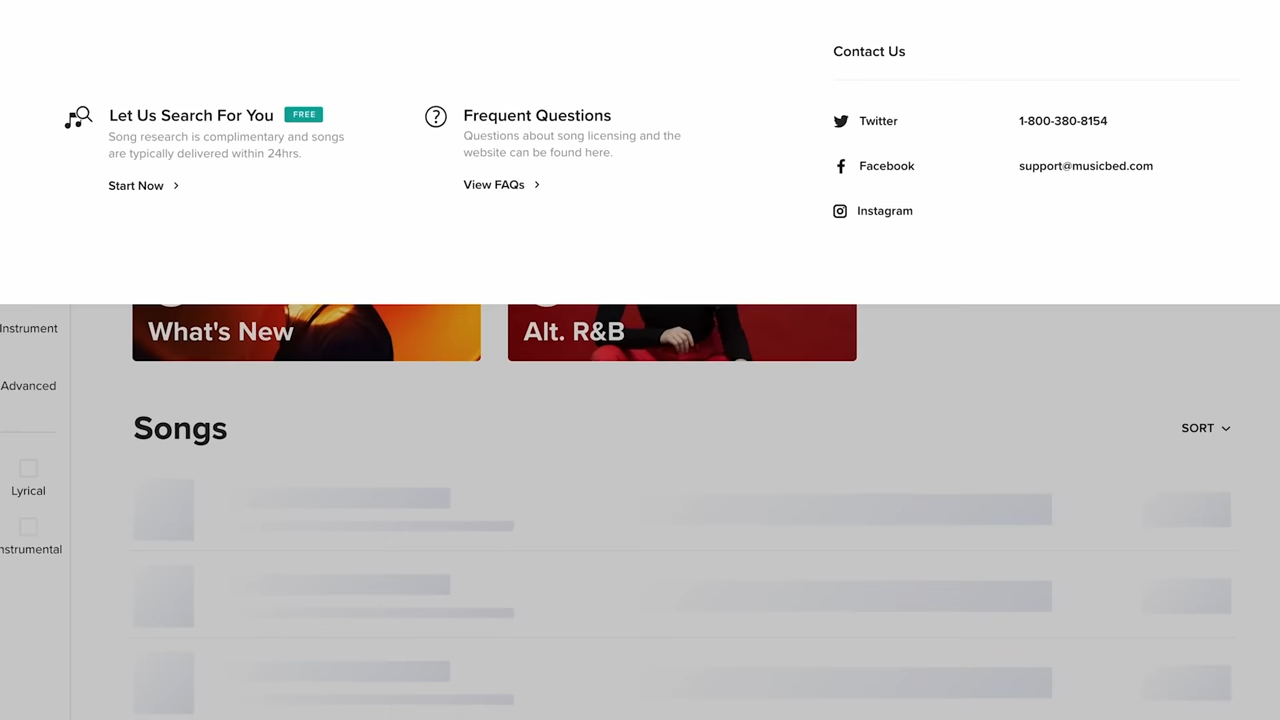 Contact Us
Let Us Search For You FREE
Song research is complimentary and songs
are typically delivered within 24hrs.
Start Now
Frequent Questions
Questions about song licensing and the
website can be found here.
View FAQs
Twitter
1-800-380-8154
Facebook
support@musicbed.com
Instagram
Instrument
What's New
Alt. R&B
Advanced
Songs
SORT
Lyrical
nstrumental